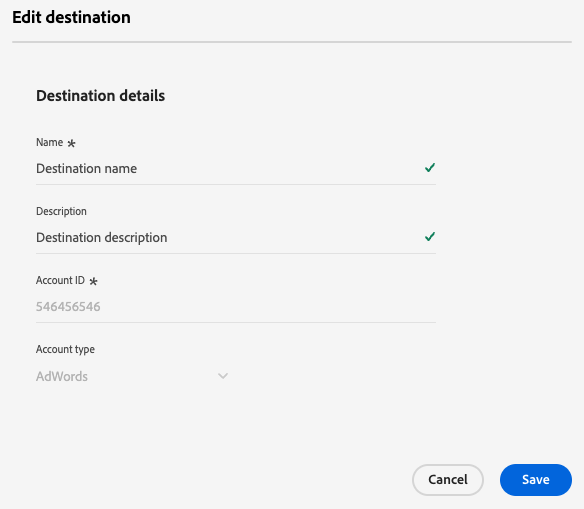 Edit destination
Destination details
Name *
Destination name
Description
Destination description
Account ID *
546456546
Account type
AdWords
Cancel Save